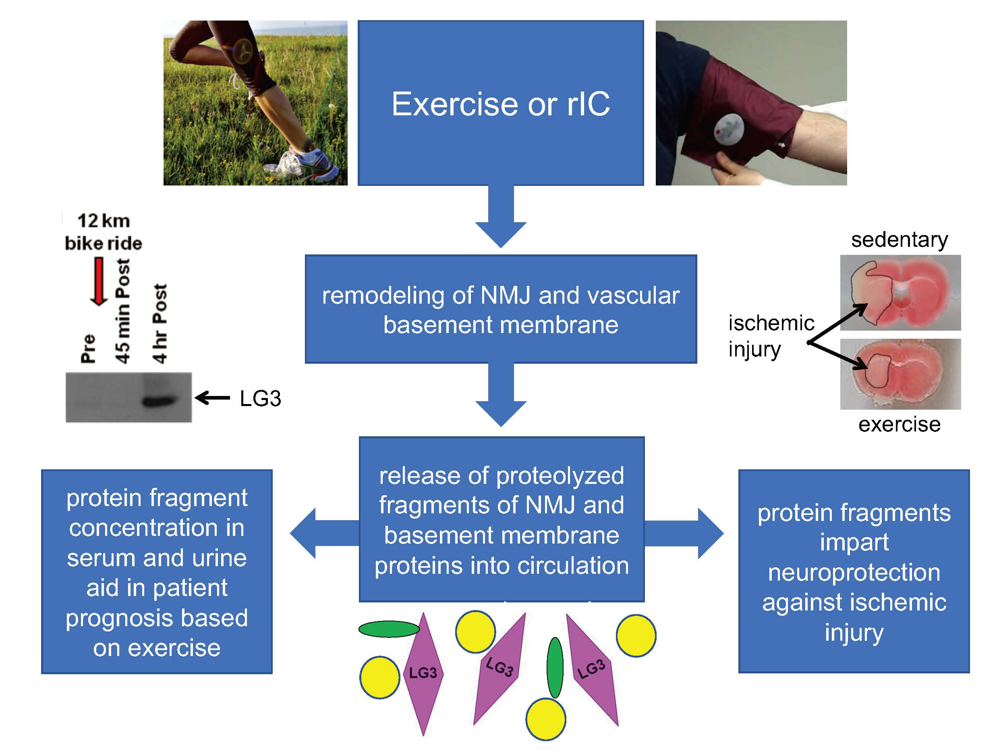 Exercise or rIC
12 km
bike ride
Pre
45 min Post
4 hr Post
LG3
remodeling of NMJ and vascular
basement membrane
sedentary
ischemic
injury
exercise
protein fragment
concentration in
serum and urine
aid in patient
prognosis based
on exercise
release of proteolyzed
fragments of NMJ and
basement membrane
proteins into circulation
protein fragments
impart
neuroprotection
against ischemic
injury
LG3
LG3
LG3